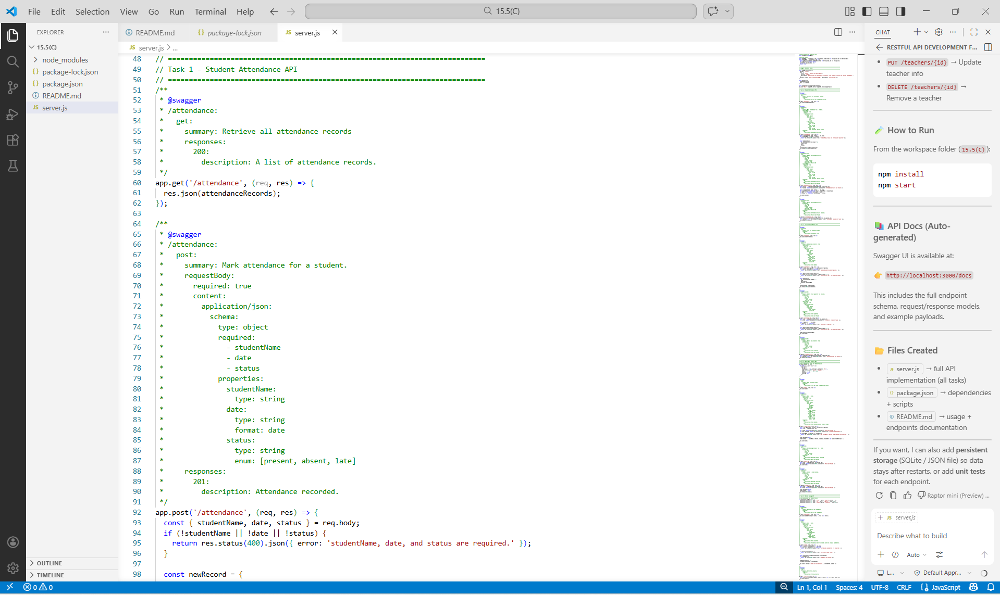 File Edit Selection View Go Run Terminal Help
15.5(C)
EXPLORER
15.5(C)
node_modules
package-lock.json
package.json
README.md
server.js
OUTLINE
TIMELINE
README.md
package-lock.json
server.js
server.js > ...
48 // ============================================================================
49 // Task 1 - Student Attendance API
50 // ============================================================================
51 /**
52 * @swagger
53 * /attendance:
54 * get:
55 * summary: Retrieve all attendance records
56 * responses:
57 * 200:
58 * description: A list of attendance records.
59 */
60 app.get('/attendance', (req, res) => {
61 res.json(attendanceRecords);
62 });
63
64 /**
65 * @swagger
66 * /attendance:
67 * post:
68 * summary: Mark attendance for a student.
69 * requestBody:
70 * required: true
71 * content:
72 * application/json:
73 * schema:
74 * type: object
75 * required:
76 * - studentName
77 * - date
78 * - status
79 * properties:
80 * studentName:
81 * type: string
82 * date:
83 * type: string
84 * format: date
85 * status:
86 * type: string
87 * enum: [present, absent, late]
88 * responses:
89 * 201:
90 * description: Attendance recorded.
91 */
92 app.post('/attendance', (req, res) => {
93 const { studentName, date, status } = req.body;
94 if (!studentName || !date || !status) {
95 return res.status(400).json({ error: 'studentName, date, and status are required.' });
96 }
97
98 const newRecord = {
CHAT
RESTFUL API DEVELOPMENT F...
• PUT /teachers/{id} → Update
teacher info
• DELETE /teachers/{id} →
Remove a teacher
How to Run
From the workspace folder ( 15.5(C) ):
npm install
npm start
API Docs (Auto-
generated)
Swagger UI is available at:
http://localhost:3000/docs
This includes the full endpoint
schema, request/response models,
and example payloads.
Files Created
• server.js → full API
implementation (all tasks)
• package.json → dependencies
+ scripts
• README.md → usage +
endpoints documentation
If you want, I can also add persistent
storage (SQLite / JSON file) so data
stays after restarts, or add unit tests
for each endpoint.
Raptor mini (Preview) ...
server.js
Describe what to build
Auto
L... Default Appr...
0 0
Ln 1, Col 1 Spaces: 4 UTF-8 CRLF JavaScript